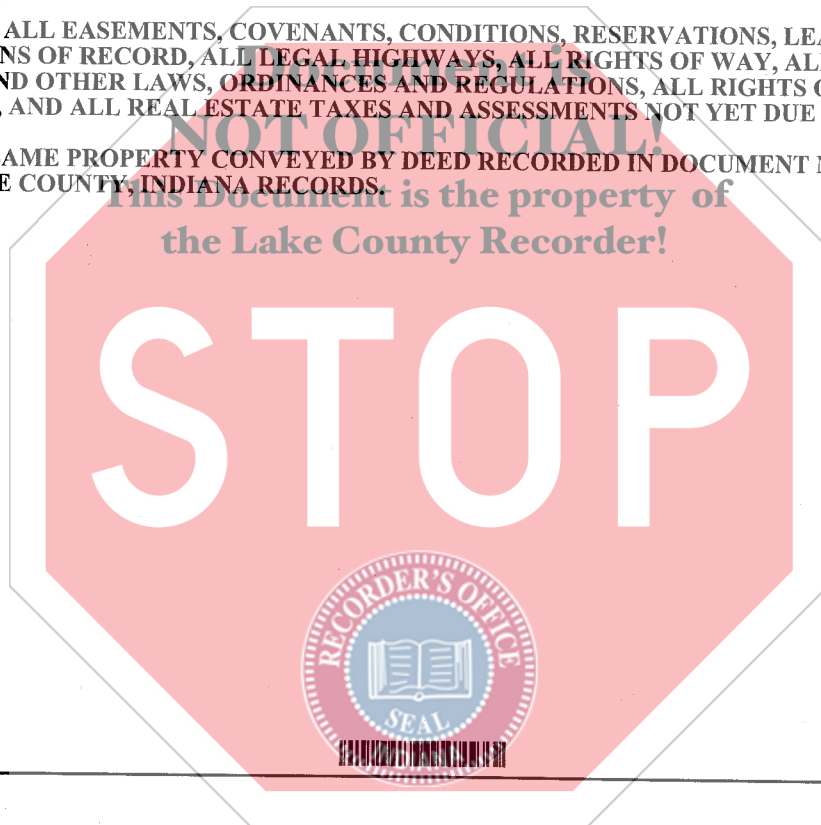 ALL EASEMENTS, COVENANTS, CONDITIONS, RESERVATIONS, LEA
NS OF RECORD, ALL LEGAL HIGHWAYS, ALL RIGHTS OF WAY, AL
ND OTHER LAWS, ORDINANCES AND REGULATIONS, ALL RIGHTS O
, AND ALL REAL ESTATE TAXES AND ASSESSMENTS NOT YET DUE
AME PROPERTY CONVEYED BY DEED RECORDED IN DOCUMENT N
E COUNTY, INDIANA RECORDS.
Document is
NOT OFFICIAL!
This Document is the property of
the Lake County Recorder!
STOP
RECORDER'S OFFICE
SEAL